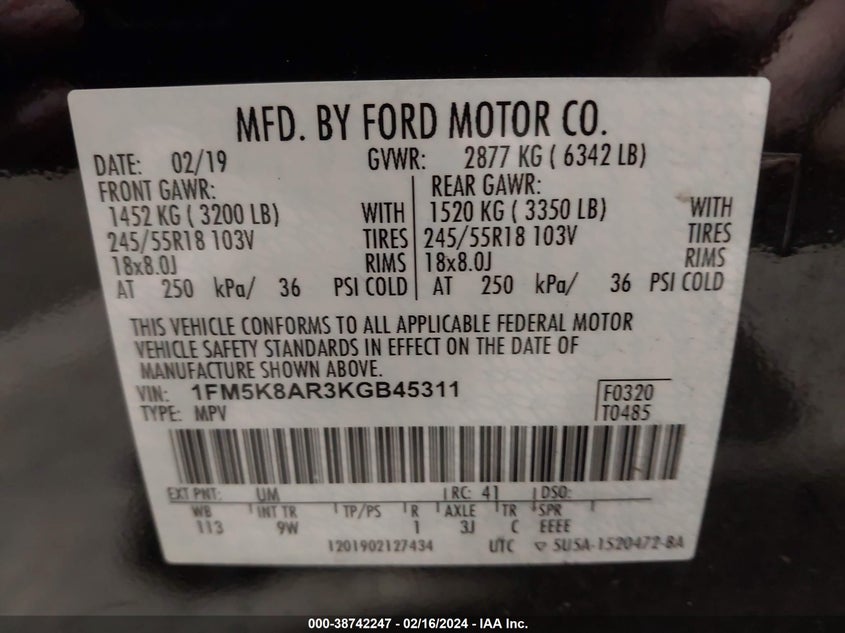 MFD. BY FORD MOTOR CO.
DATE: 02/19 GVWR: 2877 KG ( 6342 LB)
FRONT GAWR: REAR GAWR:
1452 KG ( 3200 LB) WITH 1520 KG ( 3350 LB) WITH
245/55R18 103V TIRES 245/55R18 103V TIRES
18x8.0J RIMS 18x8.0J RIMS
AT 250 kPa/ 36 PSI COLD AT 250 kPa/ 36 PSI COLD
THIS VEHICLE CONFORMS TO ALL APPLICABLE FEDERAL MOTOR
VEHICLE SAFETY STANDARDS IN EFFECT ON THE DATE OF
MANUFACTURE SHOWN ABOVE.
VIN: 1FM5K8AR3KGB45311 F0320
TYPE: MPV T0485
EXT PNT: UM RC: 41 DSO:
WB INT TR TP/PS R AXLE TR SPR
113 9W 1 3J C EEEE
1201902127434 UTC ▽ 5U5A-1520472-BA
000-38742247 - 02/16/2024 - IAA Inc.